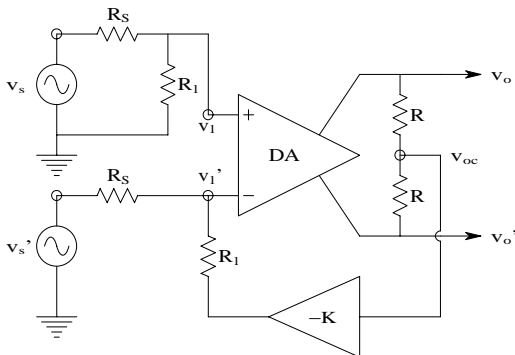 R_S
v_s
R_1
v_1
+
DA
−
R
v_o
v_oc
R
v_o'
R_S
v_1'
v_s'
R_1
−K